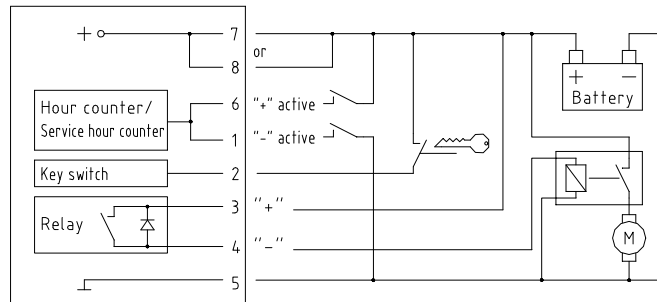 + 7
or
8
Hour counter/
Service hour counter
6 "+" active
1 "-" active
Key switch 2
Relay
3 "+"
4 "-"
5
+ -
Battery
M